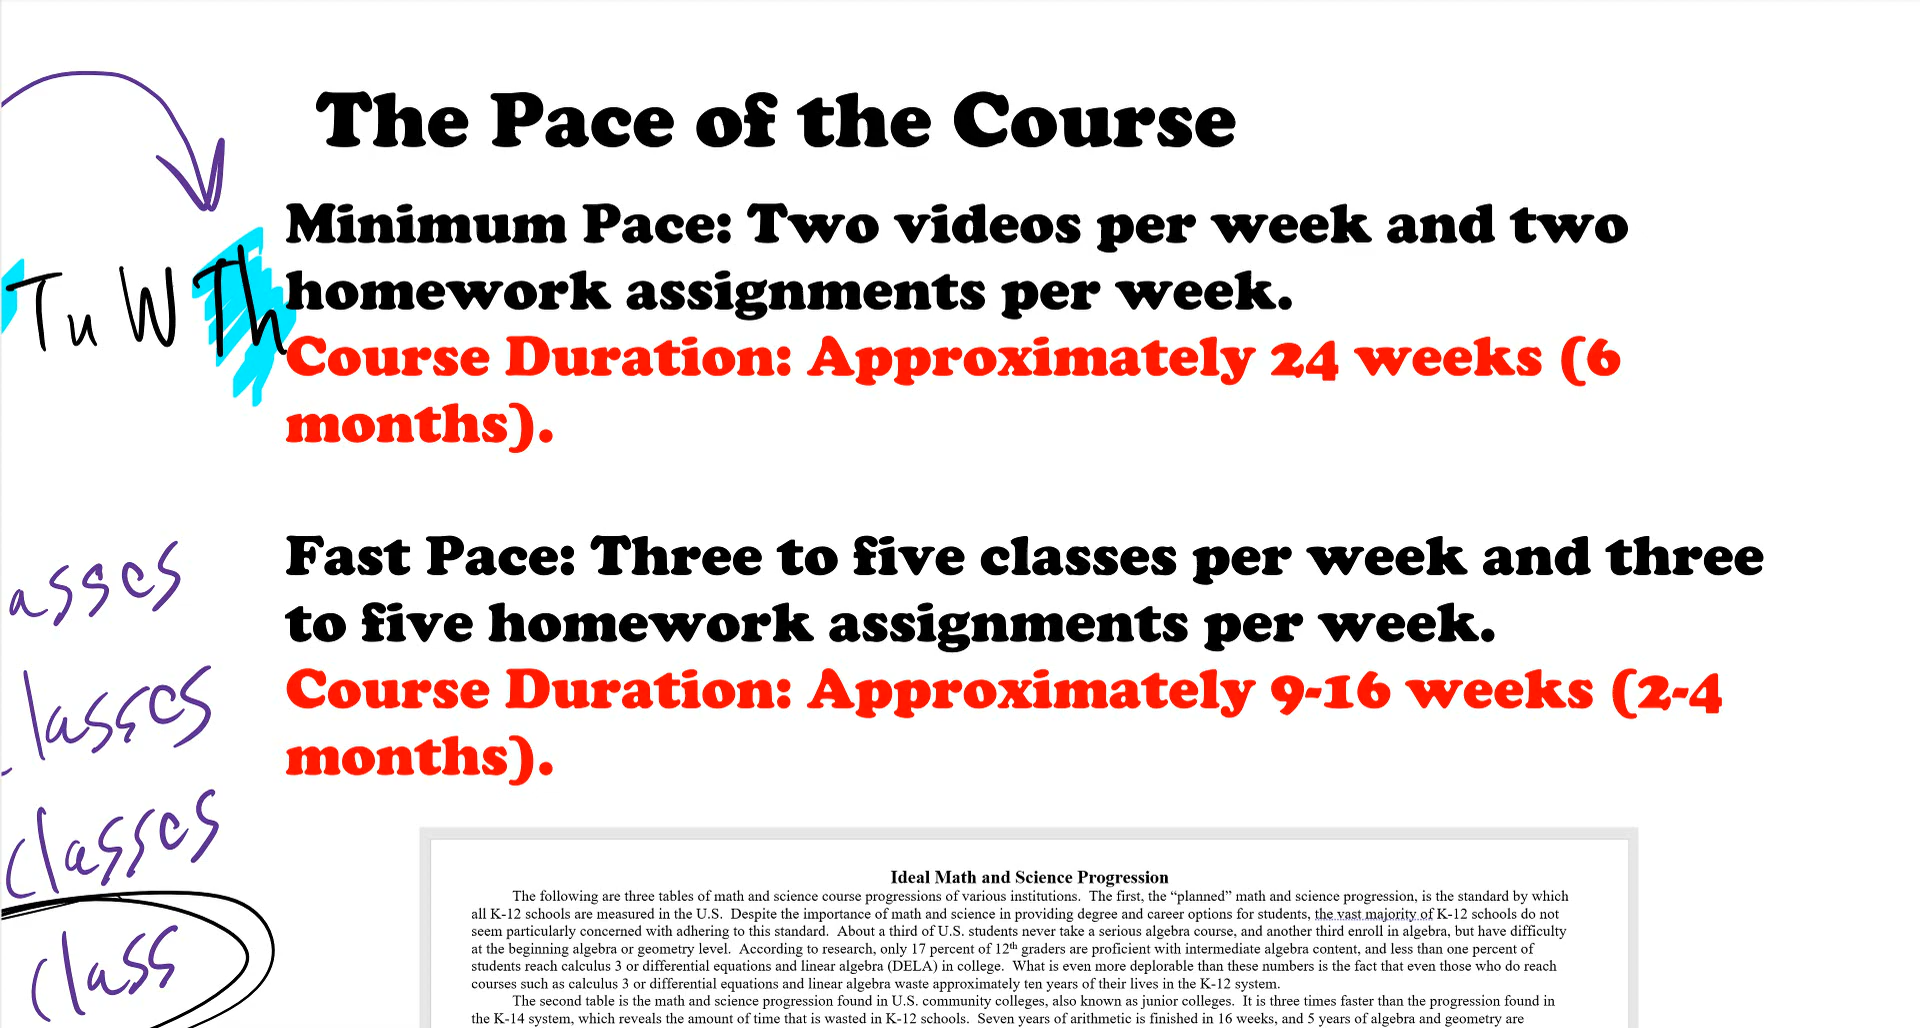 The Pace of the Course
Minimum Pace: Two videos per week and two
homework assignments per week.
Course Duration: Approximately 24 weeks (6
months).
Tu W Th
Fast Pace: Three to five classes per week and three
to five homework assignments per week.
Course Duration: Approximately 9-16 weeks (2-4
months).
asses
lasses
classes
class
Ideal Math and Science Progression
The following are three tables of math and science course progressions of various institutions. The first, the “planned” math and science progression, is the standard by which
all K-12 schools are measured in the U.S. Despite the importance of math and science in providing degree and career options for students, the vast majority of K-12 schools do not
seem particularly concerned with adhering to this standard. About a third of U.S. students never take a serious algebra course, and another third enroll in algebra, but have difficulty
at the beginning algebra or geometry level. According to research, only 17 percent of 12th graders are proficient with intermediate algebra content, and less than one percent of
students reach calculus 3 or differential equations and linear algebra (DELA) in college. What is even more deplorable than these numbers is the fact that even those who do reach
courses such as calculus 3 or differential equations and linear algebra waste approximately ten years of their lives in the K-12 system.
The second table is the math and science progression found in U.S. community colleges, also known as junior colleges. It is three times faster than the progression found in
the K-14 system, which reveals the amount of time that is wasted in K-12 schools. Seven years of arithmetic is finished in 16 weeks, and 5 years of algebra and geometry are